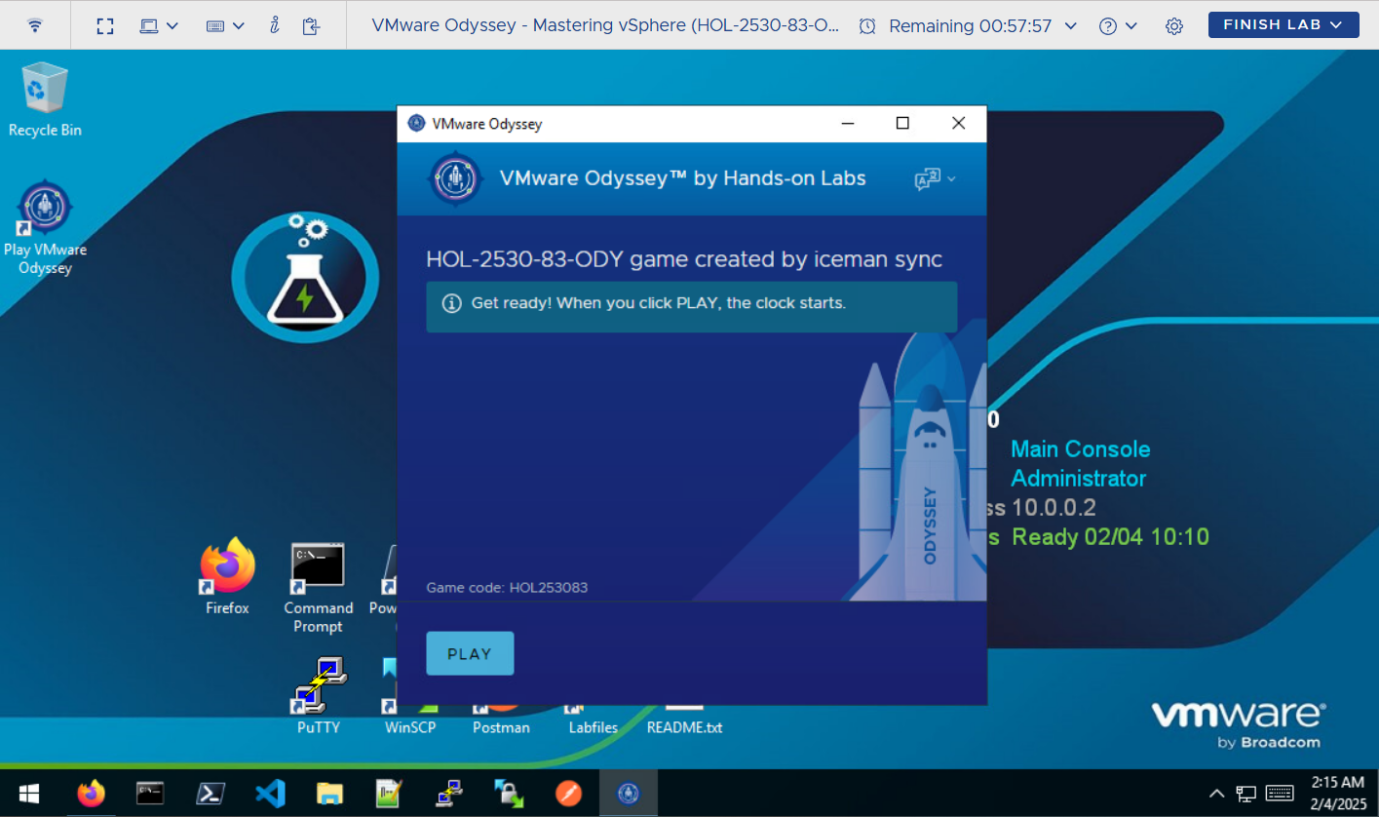 VMware Odyssey - Mastering vSphere (HOL-2530-83-O...
Remaining 00:57:57
FINISH LAB
Recycle Bin
Play VMware
Odyssey
VMware Odyssey
VMware Odyssey™ by Hands-on Labs
HOL-2530-83-ODY game created by iceman sync
Get ready! When you click PLAY, the clock starts.
ODYSSEY
Game code: HOL253083
PLAY
0
Main Console
Administrator
ss 10.0.0.2
s Ready 02/04 10:10
Firefox
Command
Prompt
Pow
PuTTY
WinSCP
Postman
Labfiles
README.txt
vmware®
by Broadcom
2:15 AM
2/4/2025